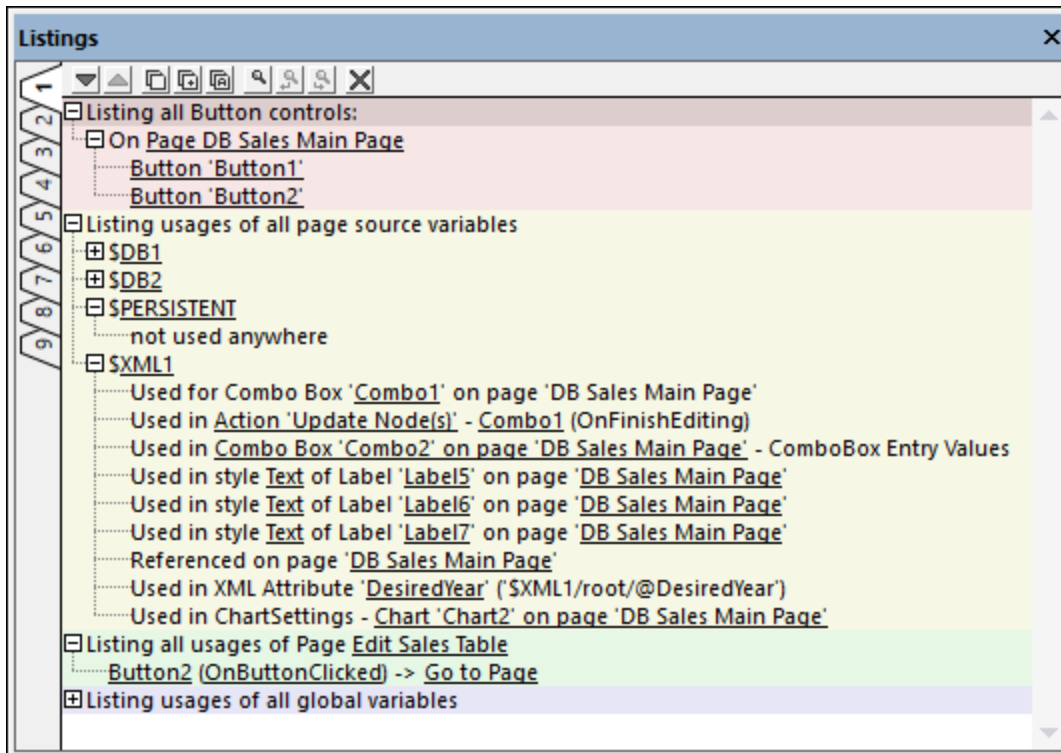 Listings
1
2
3
4
5
6
7
8
9
Listing all Button controls:
On Page DB Sales Main Page
Button 'Button1'
Button 'Button2'
Listing usages of all page source variables
$DB1
$DB2
$PERSISTENT
not used anywhere
$XML1
Used for Combo Box 'Combo1' on page 'DB Sales Main Page'
Used in Action 'Update Node(s)' - Combo1 (OnFinishEditing)
Used in Combo Box 'Combo2' on page 'DB Sales Main Page' - ComboBox Entry Values
Used in style Text of Label 'Label5' on page 'DB Sales Main Page'
Used in style Text of Label 'Label6' on page 'DB Sales Main Page'
Used in style Text of Label 'Label7' on page 'DB Sales Main Page'
Referenced on page 'DB Sales Main Page'
Used in XML Attribute 'DesiredYear' ('$XML1/root/@DesiredYear')
Used in ChartSettings - Chart 'Chart2' on page 'DB Sales Main Page'
Listing all usages of Page Edit Sales Table
Button2 (OnButtonClicked) -> Go to Page
Listing usages of all global variables